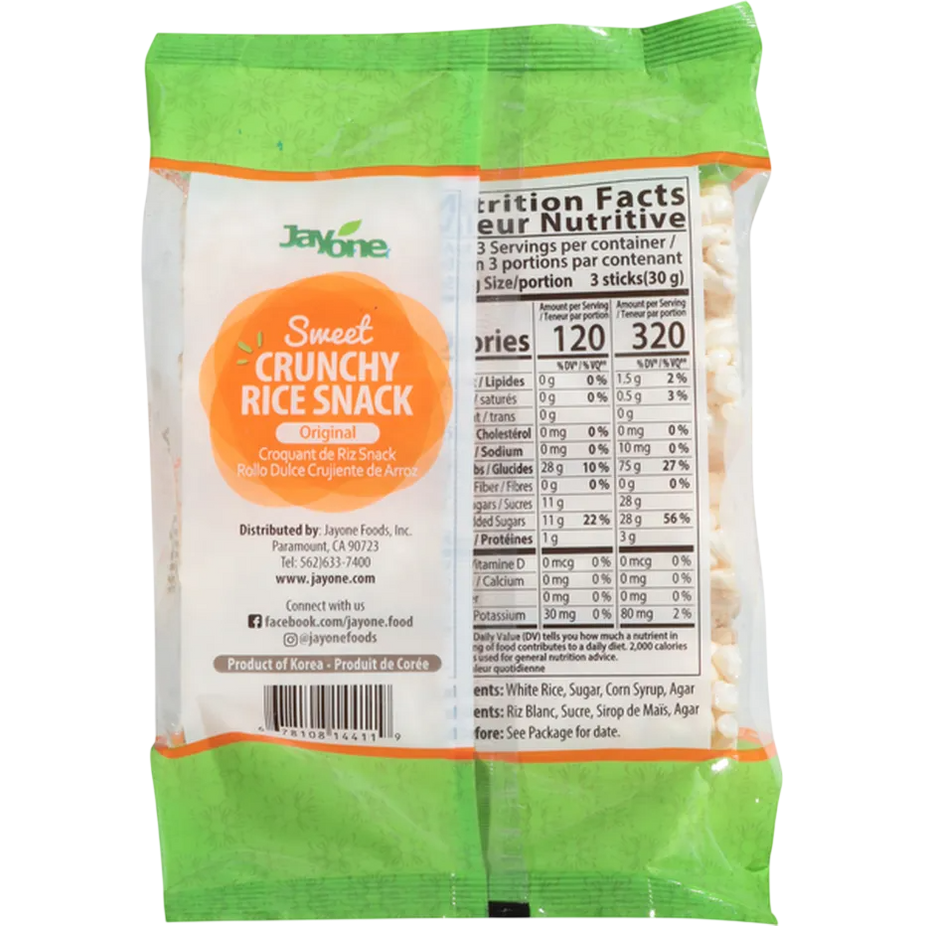 Jayone
Sweet
CRUNCHY
RICE SNACK
Original
Croquant de Riz Snack
Rollo Dulce Crujiente de Arroz
Distributed by: Jayone Foods, Inc.
Paramount, CA 90723
Tel: 562)633-7400
www.jayone.com
Connect with us
facebook.com/jayone.food
@jayonefoods
Product of Korea - Produit de Corée
6 78108 14411 9
trition Facts
eur Nutritive
3 Servings per container /
n 3 portions par contenant
g Size/portion 3 sticks(30 g)
Amount per Serving Amount per Serving
/ Teneur par portion / Teneur par portion
ories 120 320
% DV* / % VQ** % DV* / % VQ**
/ Lipides 0 g 0 % 1.5 g 2 %
/ saturés 0 g 0 % 0.5 g 3 %
t / trans 0 g 0 g
Cholestérol 0 mg 0 % 0 mg 0 %
/ Sodium 0 mg 0 % 10 mg 0 %
bs / Glucides 28 g 10 % 75 g 27 %
Fiber / Fibres 0 g 0 % 0 g 0 %
gars / Sucres 11 g 28 g
ded Sugars 11 g 22 % 28 g 56 %
/ Protéines 1 g 3 g
itamine D 0 mcg 0 % 0 mcg 0 %
/ Calcium 0 mg 0 % 0 mg 0 %
r 0 mg 0 % 0 mg 0 %
Potassium 30 mg 0 % 80 mg 2 %
Daily Value (DV) tells you how much a nutrient in
ng of food contributes to a daily diet. 2,000 calories
s used for general nutrition advice.
leur quotidienne
ents: White Rice, Sugar, Corn Syrup, Agar
ents: Riz Blanc, Sucre, Sirop de Maïs, Agar
fore: See Package for date.